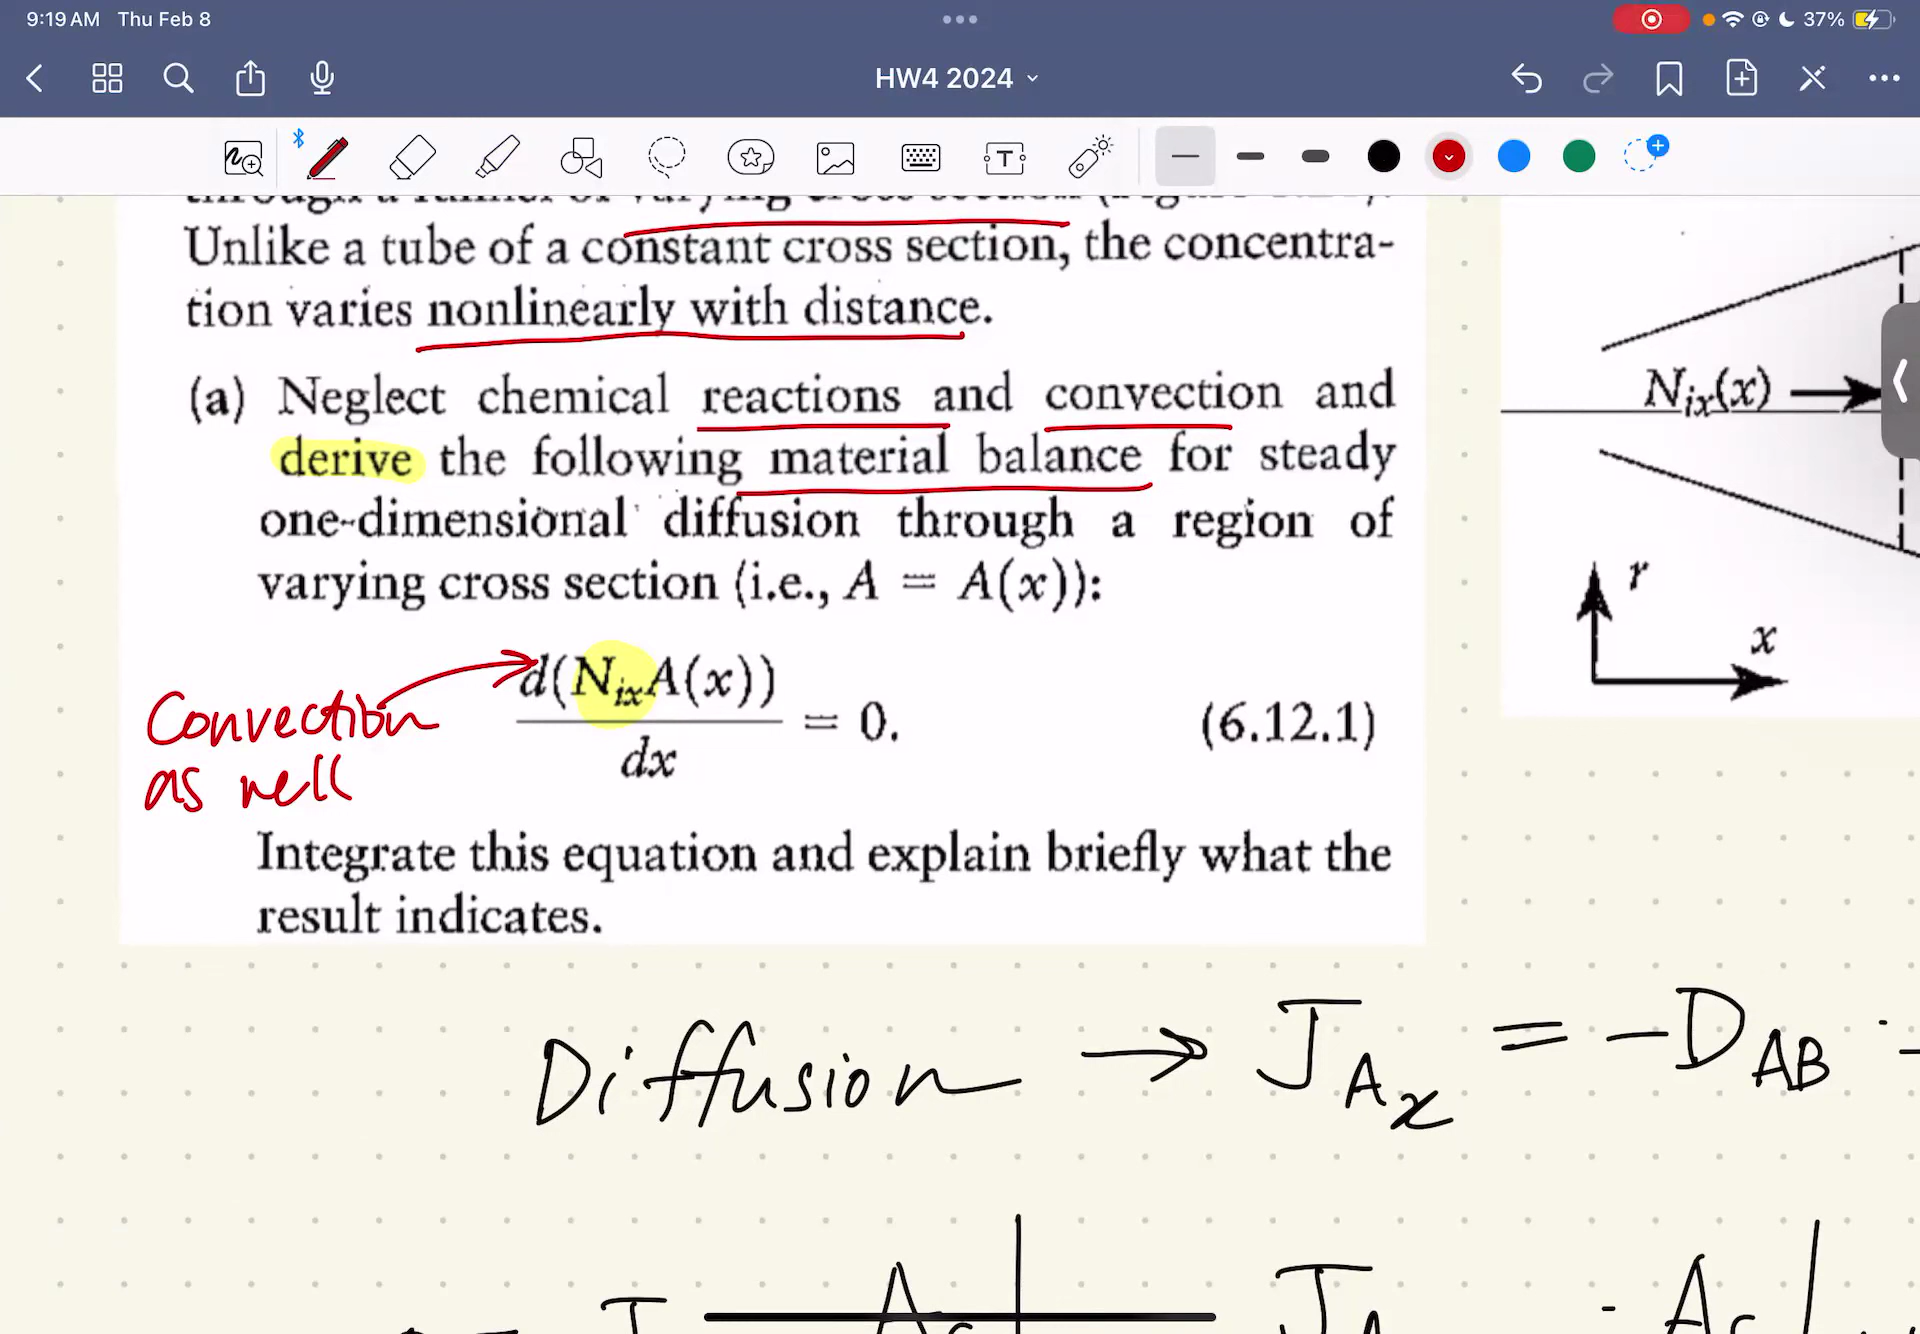 9:19 AM Thu Feb 8
37%
HW4 2024
Unlike a tube of a constant cross section, the concentra-
tion varies nonlinearly with distance.
(a) Neglect chemical reactions and convection and
derive the following material balance for steady
one-dimensional diffusion through a region of
varying cross section (i.e., A = A(x)):
d(NixA(x))
dx
= 0. (6.12.1)
Convection
as well
Integrate this equation and explain briefly what the
result indicates.
Nix(x)
r
x
Diffusion → JAx = -DAB